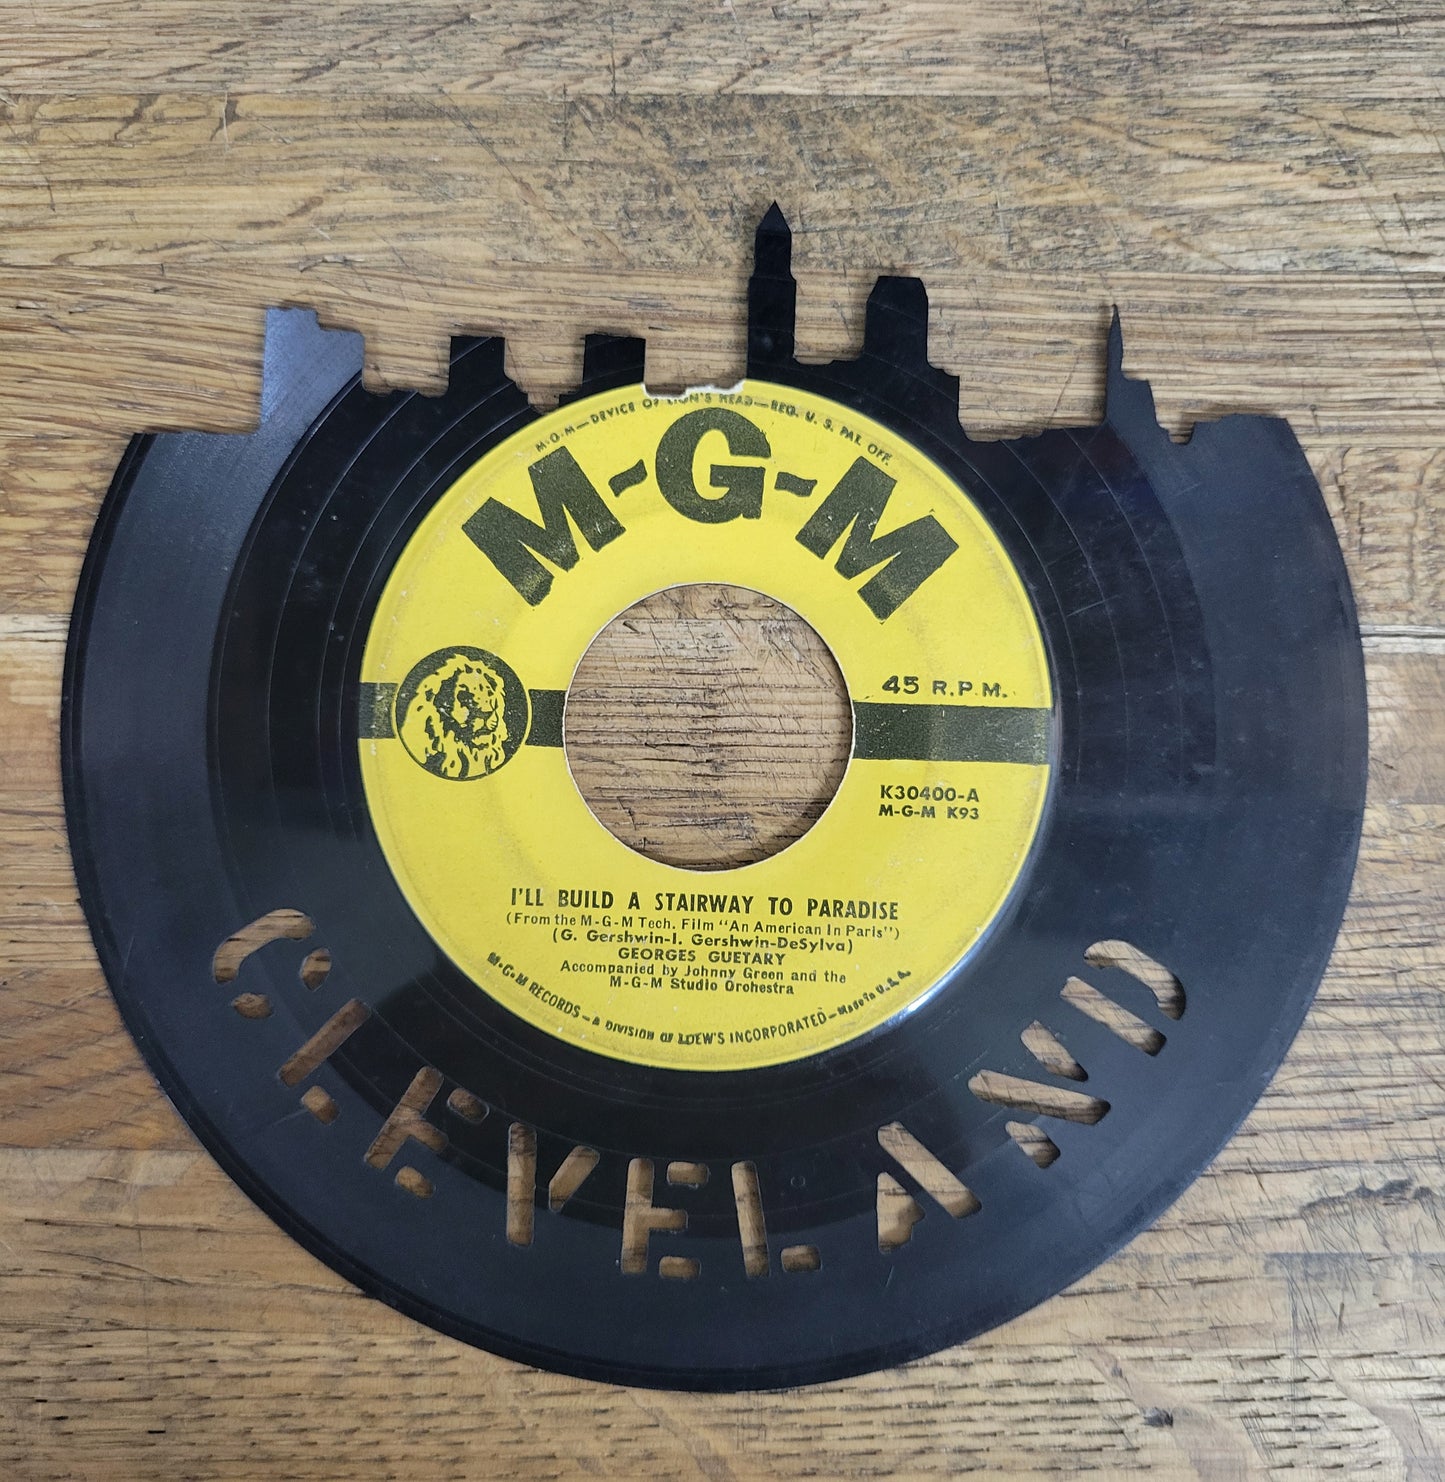 M-G-M—DEVICE OF LION'S HEAD—REG. U. S. PAT. OFF.
M-G-M
45 R.P.M.
K30400-A
M-G-M K93
I'LL BUILD A STAIRWAY TO PARADISE
(From the M-G-M Tech. Film "An American In Paris")
(G. Gershwin-I. Gershwin-DeSylva)
GEORGES GUETARY
Accompanied by Johnny Green and the
M-G-M Studio Orchestra
M-G-M RECORDS — A DIVISION OF LOEW'S INCORPORATED — Made in U.S.A.
CLEVELAND